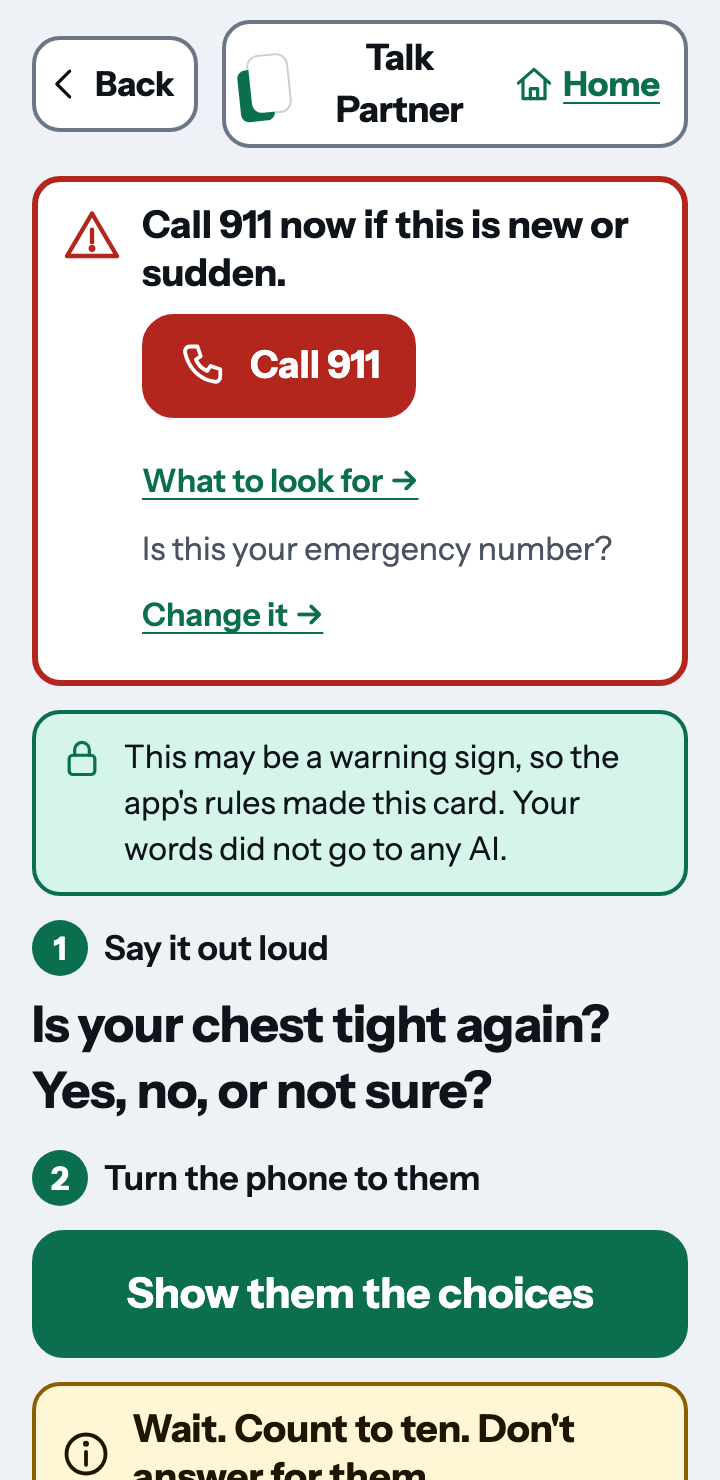 Back
Talk
Partner
Home
Call 911 now if this is new or
sudden.
Call 911
What to look for →
Is this your emergency number?
Change it →
This may be a warning sign, so the
app's rules made this card. Your
words did not go to any AI.
1 Say it out loud
Is your chest tight again?
Yes, no, or not sure?
2 Turn the phone to them
Show them the choices
Wait. Count to ten. Don't
answer for them.